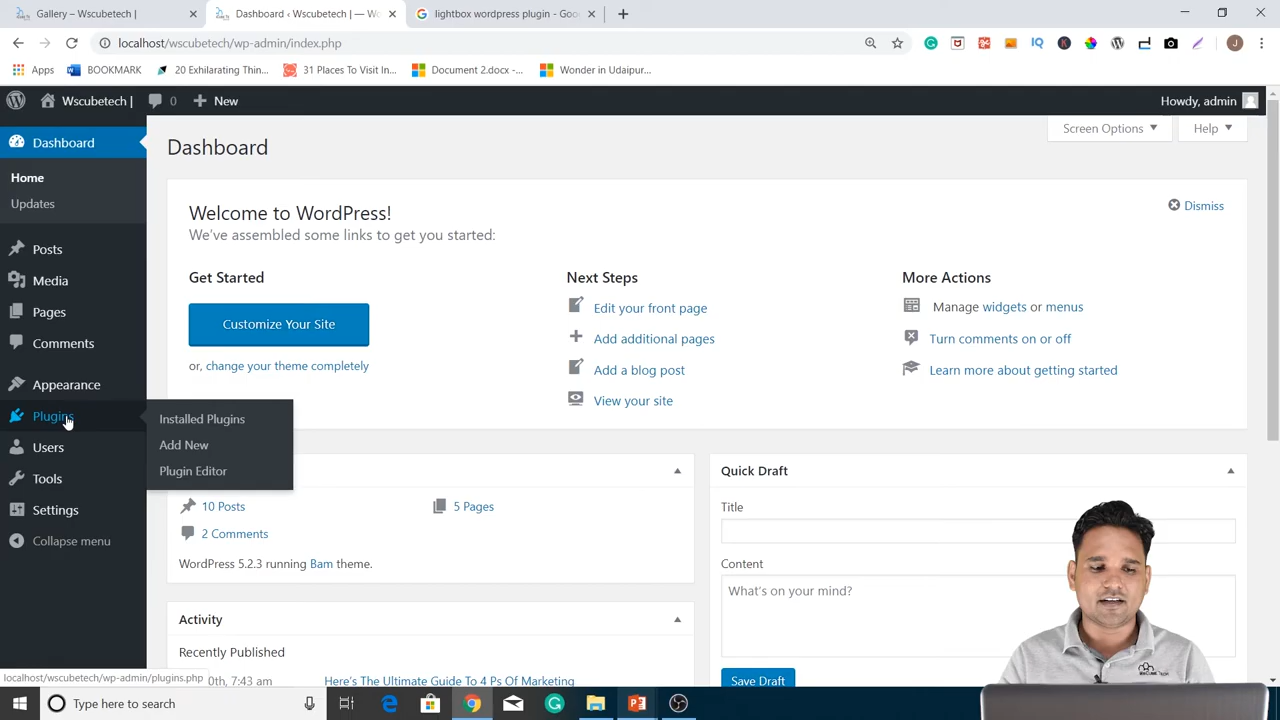 Gallery – Wscubetech |
Dashboard ‹ Wscubetech | — Wo
lightbox wordpress plugin - Goog
localhost/wscubetech/wp-admin/index.php
Apps
BOOKMARK
20 Exhilarating Thin...
31 Places To Visit In...
Document 2.docx -...
Wonder in Udaipur...
Wscubetech |
0
New
Howdy, admin
Dashboard
Home
Updates
Posts
Media
Pages
Comments
Appearance
Plugins
Users
Tools
Settings
Collapse menu
Installed Plugins
Add New
Plugin Editor
Screen Options
Help
Dashboard
Welcome to WordPress!
We've assembled some links to get you started:
Dismiss
Get Started
Customize Your Site
or, change your theme completely
Next Steps
Edit your front page
Add additional pages
Add a blog post
View your site
More Actions
Manage widgets or menus
Turn comments on or off
Learn more about getting started
10 Posts
5 Pages
2 Comments
WordPress 5.2.3 running Bam theme.
Activity
Recently Published
0th, 7:43 am
Here's The Ultimate Guide To 4 Ps Of Marketing
Quick Draft
Title
Content
What's on your mind?
Save Draft
localhost/wscubetech/wp-admin/plugins.php
Type here to search